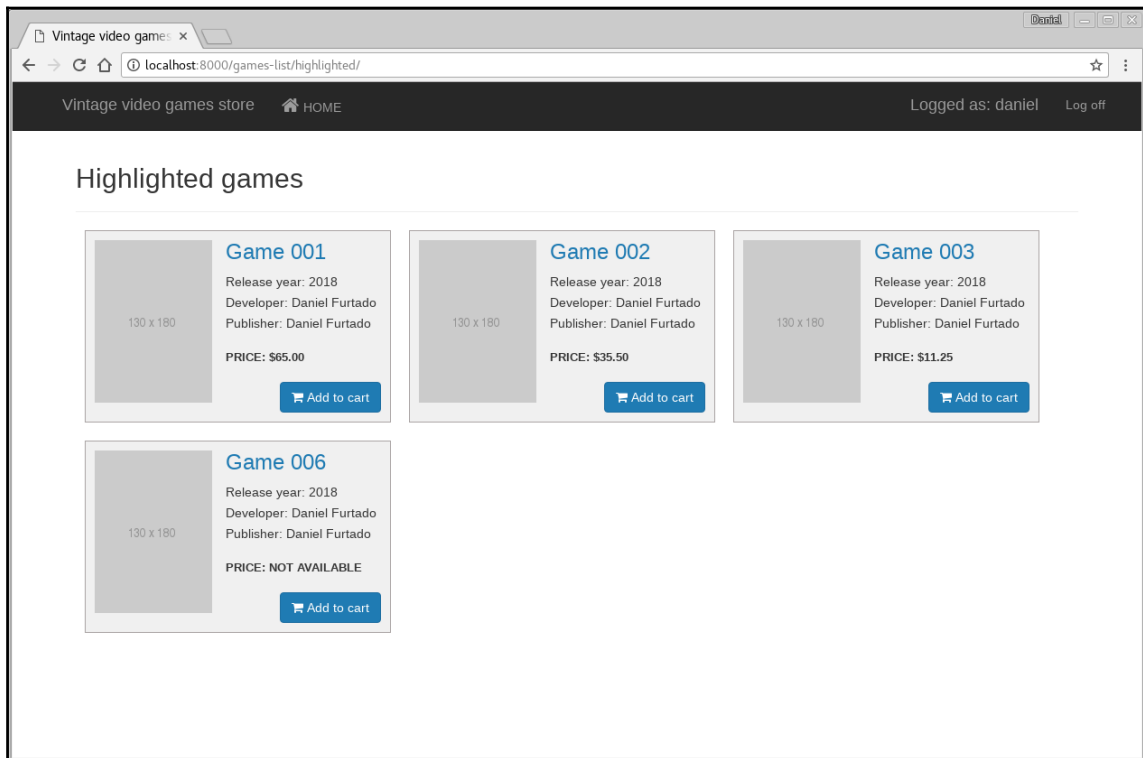 Daniel
Vintage video games
localhost:8000/games-list/highlighted/
Vintage video games store HOME Logged as: daniel Log off
Highlighted games
130 x 180
Game 001
Release year: 2018
Developer: Daniel Furtado
Publisher: Daniel Furtado
PRICE: $65.00
Add to cart
130 x 180
Game 002
Release year: 2018
Developer: Daniel Furtado
Publisher: Daniel Furtado
PRICE: $35.50
Add to cart
130 x 180
Game 003
Release year: 2018
Developer: Daniel Furtado
Publisher: Daniel Furtado
PRICE: $11.25
Add to cart
130 x 180
Game 006
Release year: 2018
Developer: Daniel Furtado
Publisher: Daniel Furtado
PRICE: NOT AVAILABLE
Add to cart